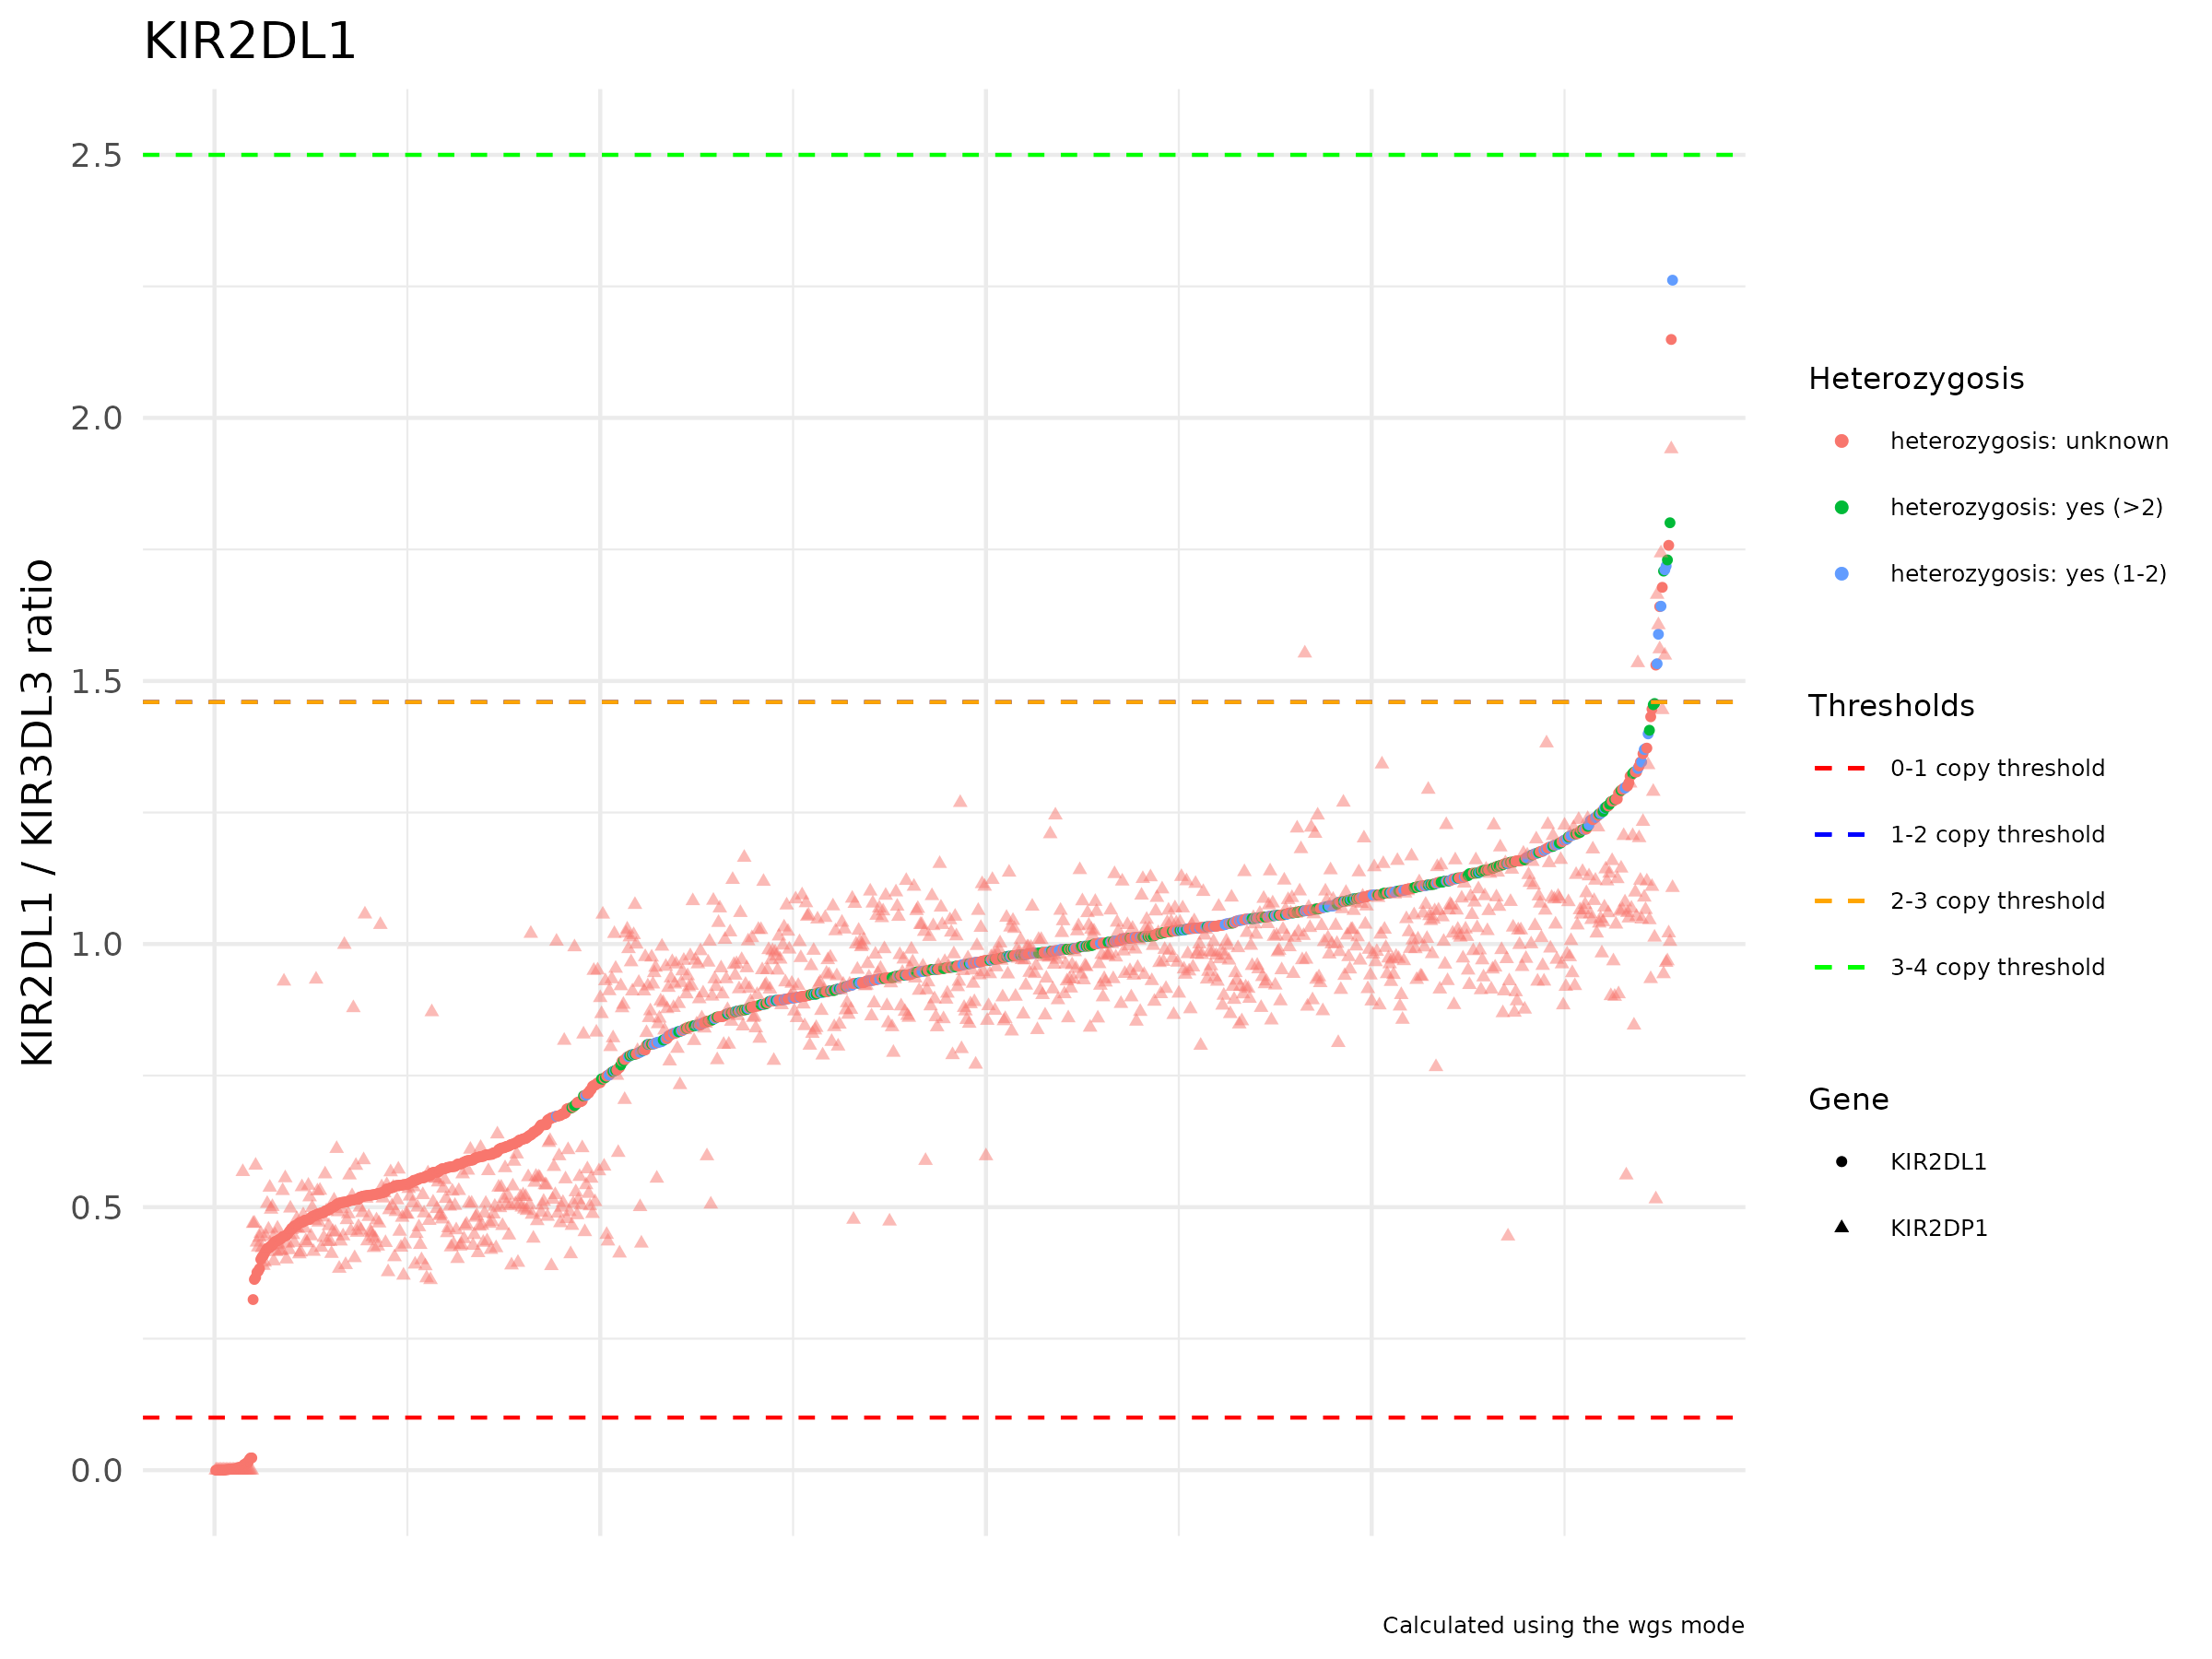 KIR2DL1
KIR2DL1 / KIR3DL3 ratio
2.5
2.0
1.5
1.0
0.5
0.0
Heterozygosis
heterozygosis: unknown
heterozygosis: yes (>2)
heterozygosis: yes (1-2)
Thresholds
0-1 copy threshold
1-2 copy threshold
2-3 copy threshold
3-4 copy threshold
Gene
KIR2DL1
KIR2DP1
Calculated using the wgs mode